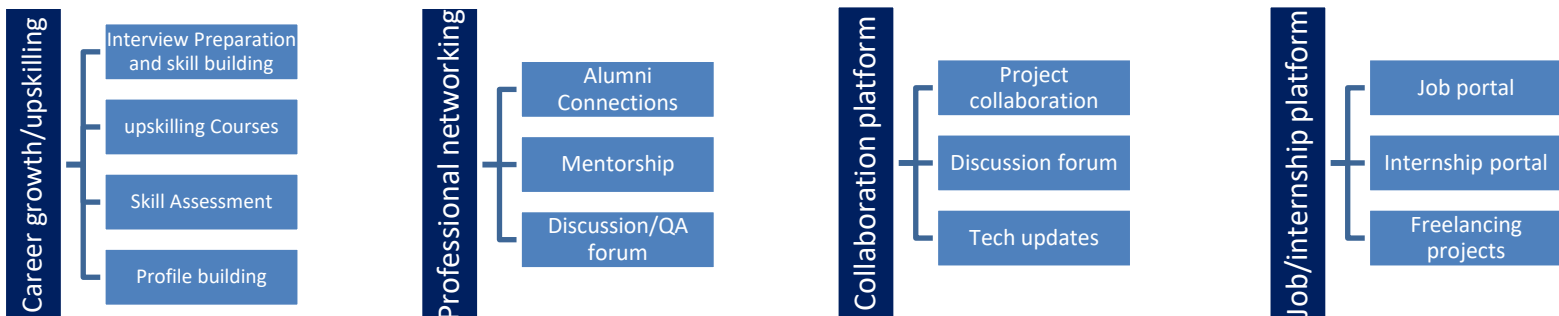 Career growth/upskilling
Interview Preparation
and skill building
upskilling Courses
Skill Assessment
Profile building
Professional networking
Alumni
Connections
Mentorship
Discussion/QA
forum
Collaboration platform
Project
collaboration
Discussion forum
Tech updates
Job/internship platform
Job portal
Internship portal
Freelancing
projects